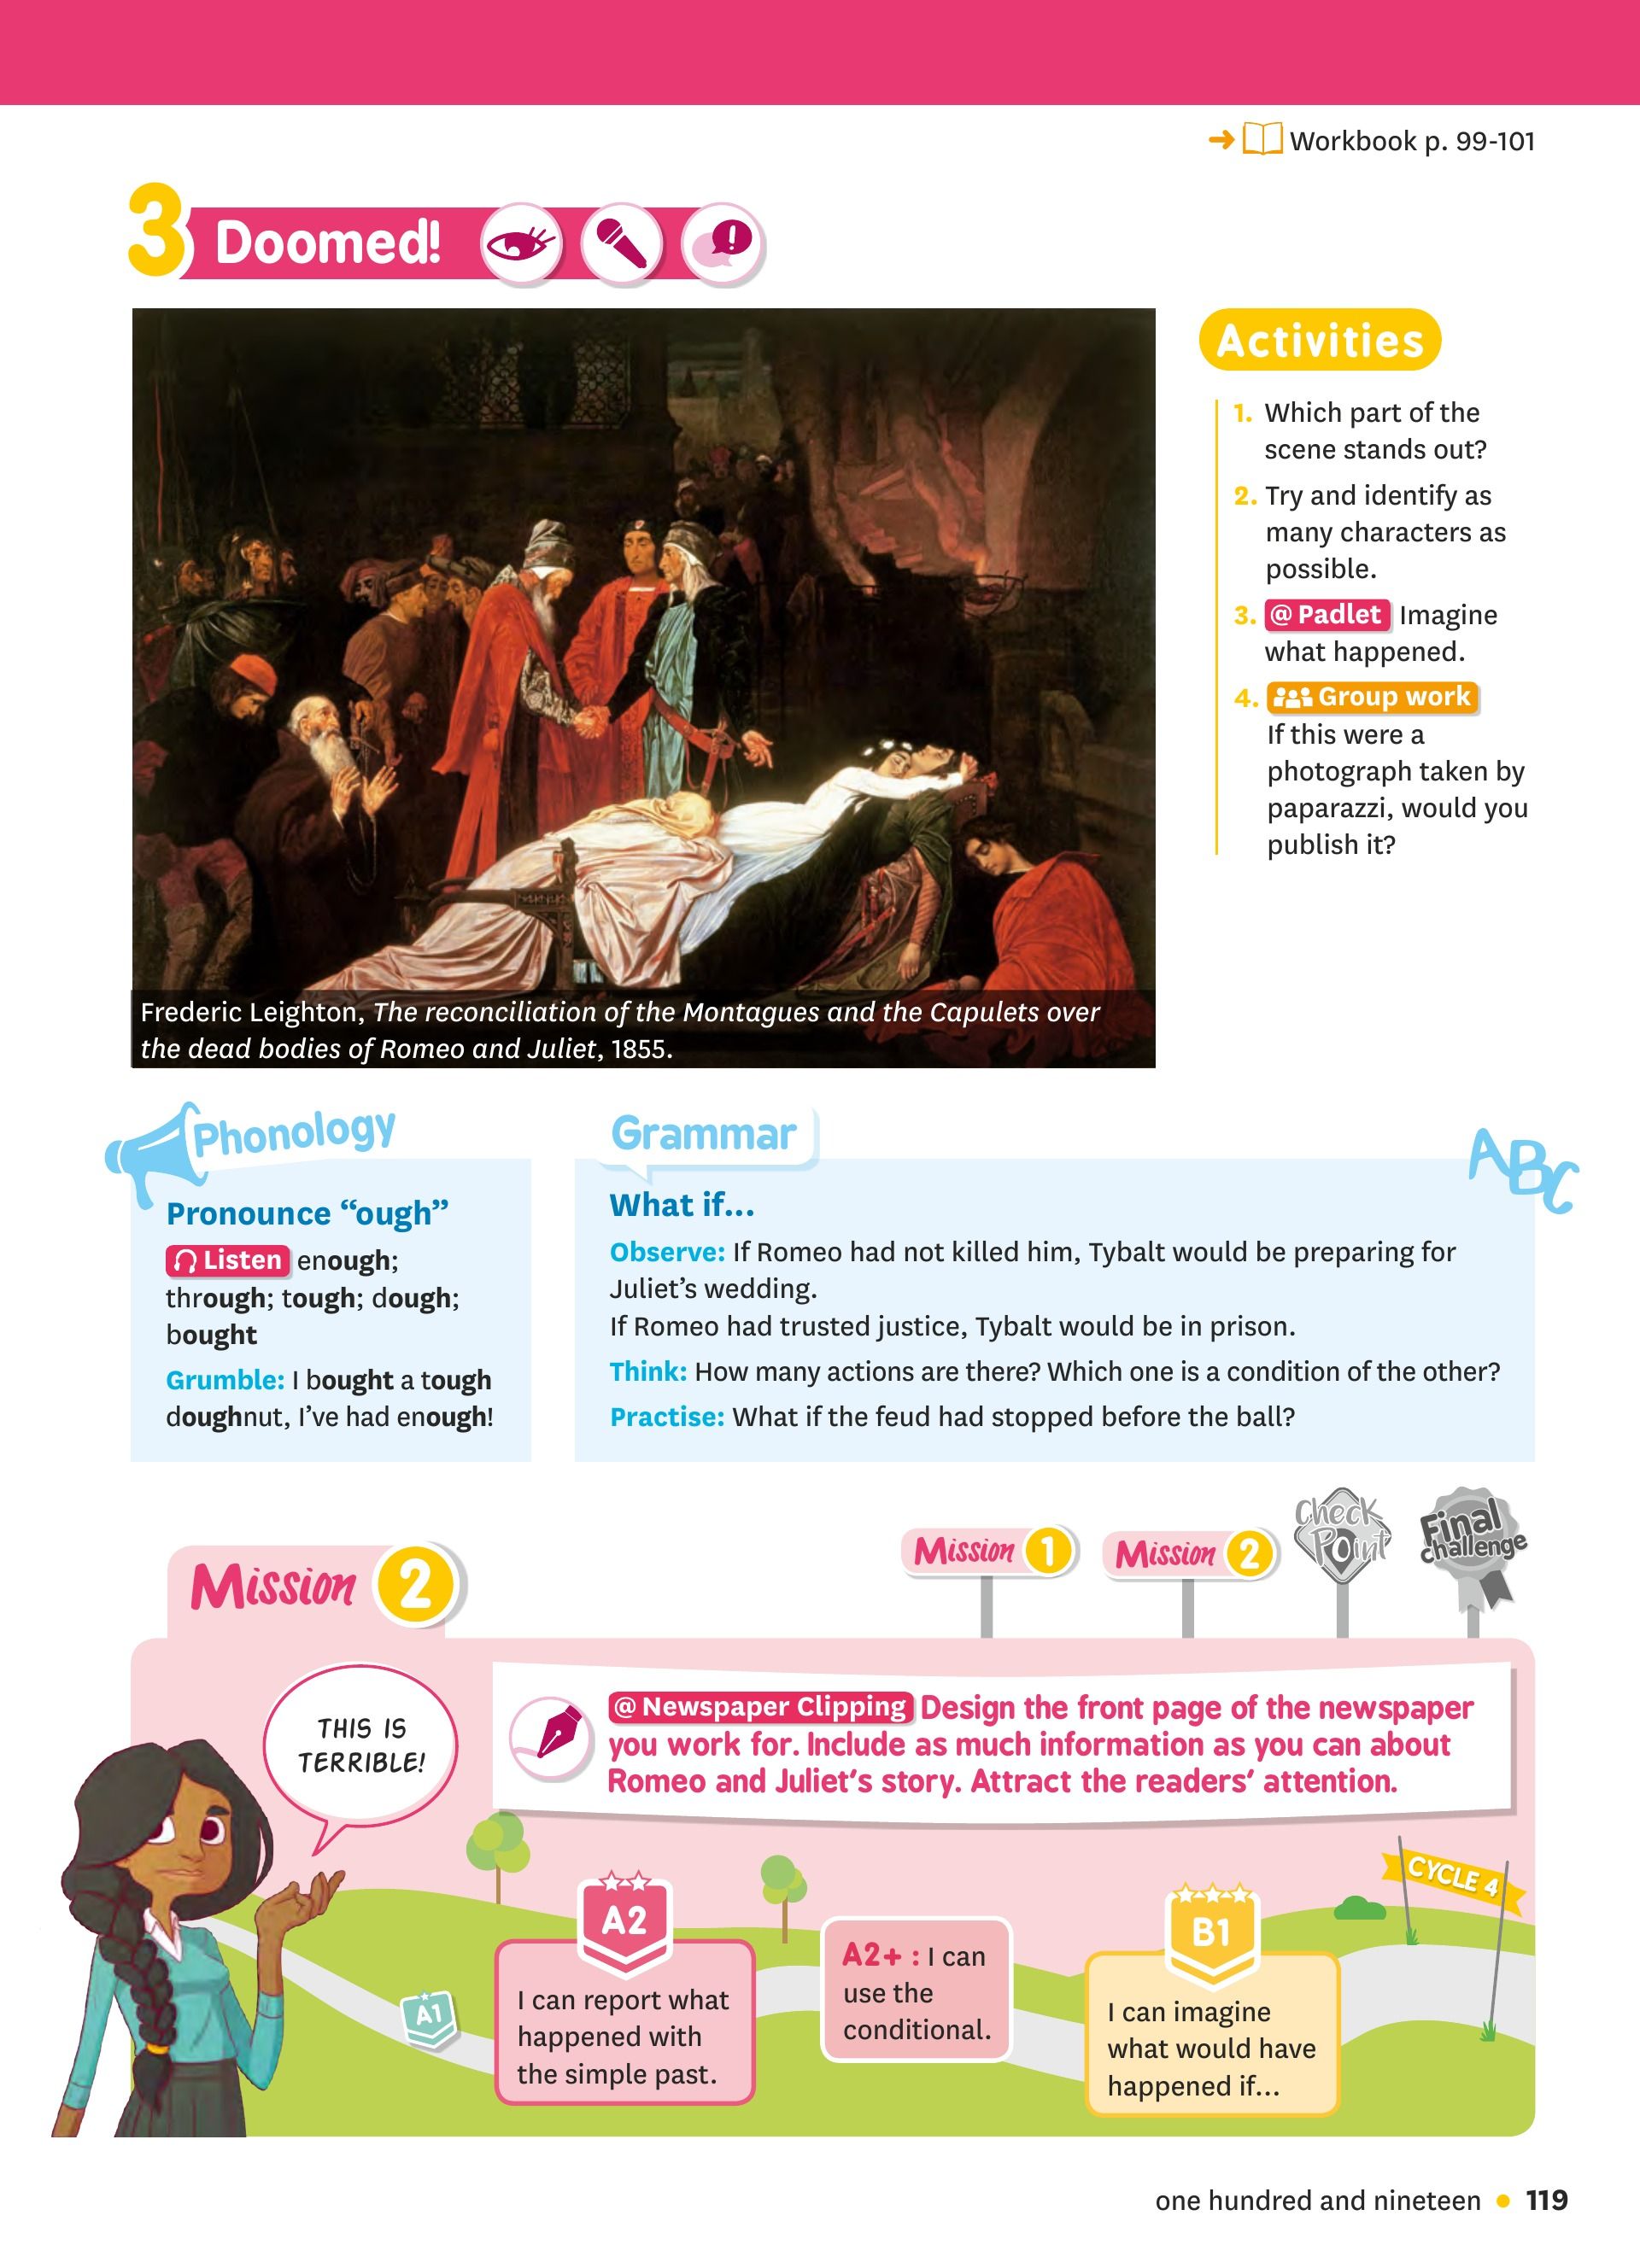 Workbook p. 99-101
3 Doomed!
Frederic Leighton, The reconciliation of the Montagues and the Capulets over
the dead bodies of Romeo and Juliet, 1855.
Activities
1. Which part of the
scene stands out?
2. Try and identify as
many characters as
possible.
3. @ Padlet Imagine
what happened.
4. Group work
If this were a
photograph taken by
paparazzi, would you
publish it?
Phonology
Pronounce “ough”
Listen enough;
through; tough; dough;
bought
Grumble: I bought a tough
doughnut, I’ve had enough!
Grammar
ABC
What if...
Observe: If Romeo had not killed him, Tybalt would be preparing for
Juliet’s wedding.
If Romeo had trusted justice, Tybalt would be in prison.
Think: How many actions are there? Which one is a condition of the other?
Practise: What if the feud had stopped before the ball?
Mission 1
Mission 2
Check Point
Final Challenge
Mission 2
THIS IS
TERRIBLE!
@ Newspaper Clipping Design the front page of the newspaper
you work for. Include as much information as you can about
Romeo and Juliet’s story. Attract the readers’ attention.
CYCLE 4
A1
A2
I can report what
happened with
the simple past.
A2+ : I can
use the
conditional.
B1
I can imagine
what would have
happened if...
one hundred and nineteen • 119